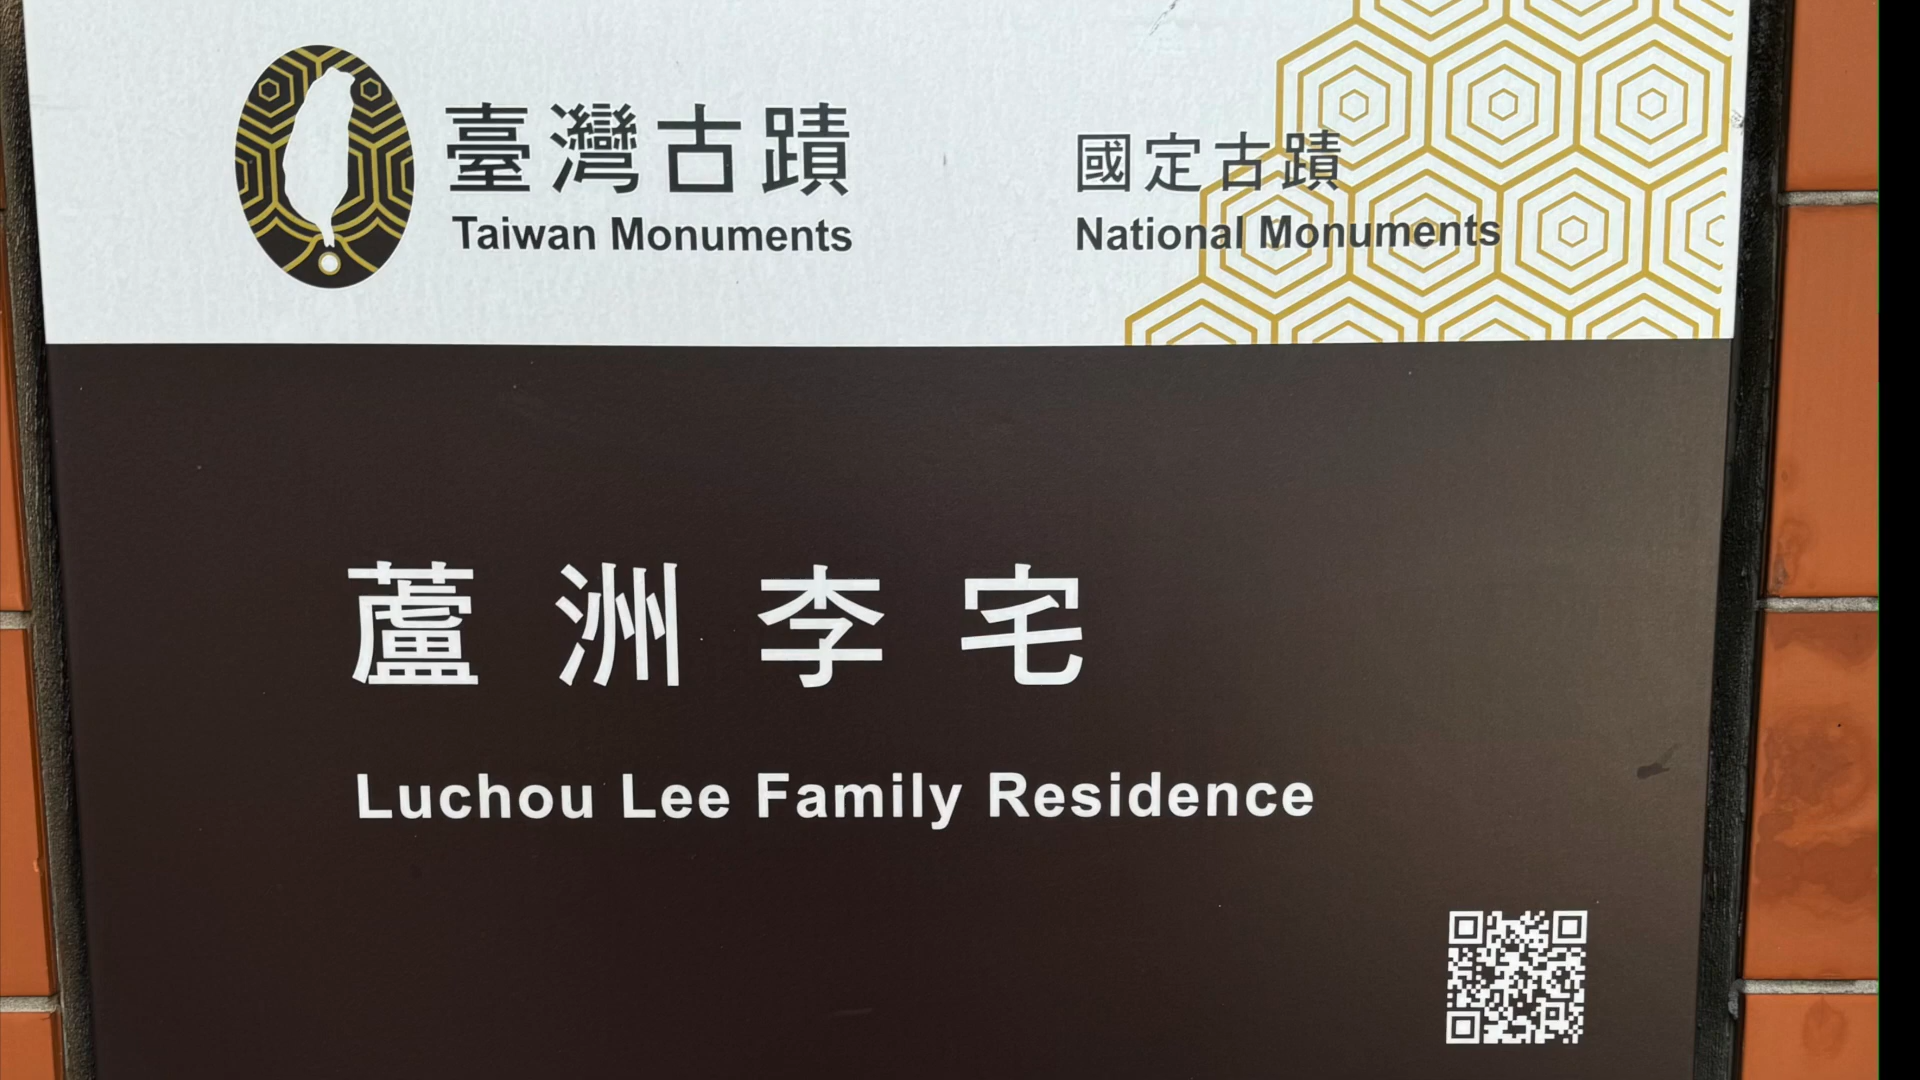 臺灣古蹟
Taiwan Monuments
國定古蹟
National Monuments
蘆洲李宅
Luchou Lee Family Residence